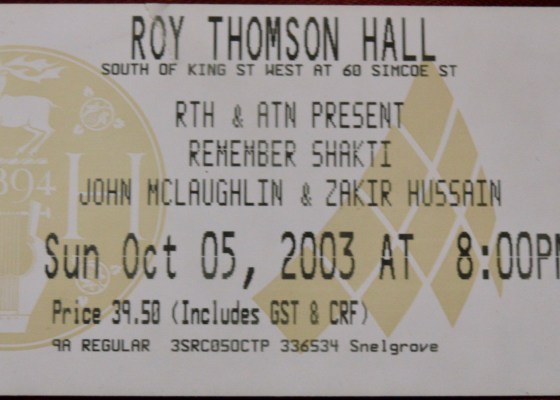 ROY THOMSON HALL
SOUTH OF KING ST WEST AT 60 SIMCOE ST
RTH & ATN PRESENT
REMEMBER SHAKTI
JOHN MCLAUGHLIN & ZAKIR HUSSAIN
Sun Oct 05, 2003 AT 8:00PM
Price 39.50 (Includes GST & CRF)
9A REGULAR 3SRC05OCTP 336534 Snelgrove
894